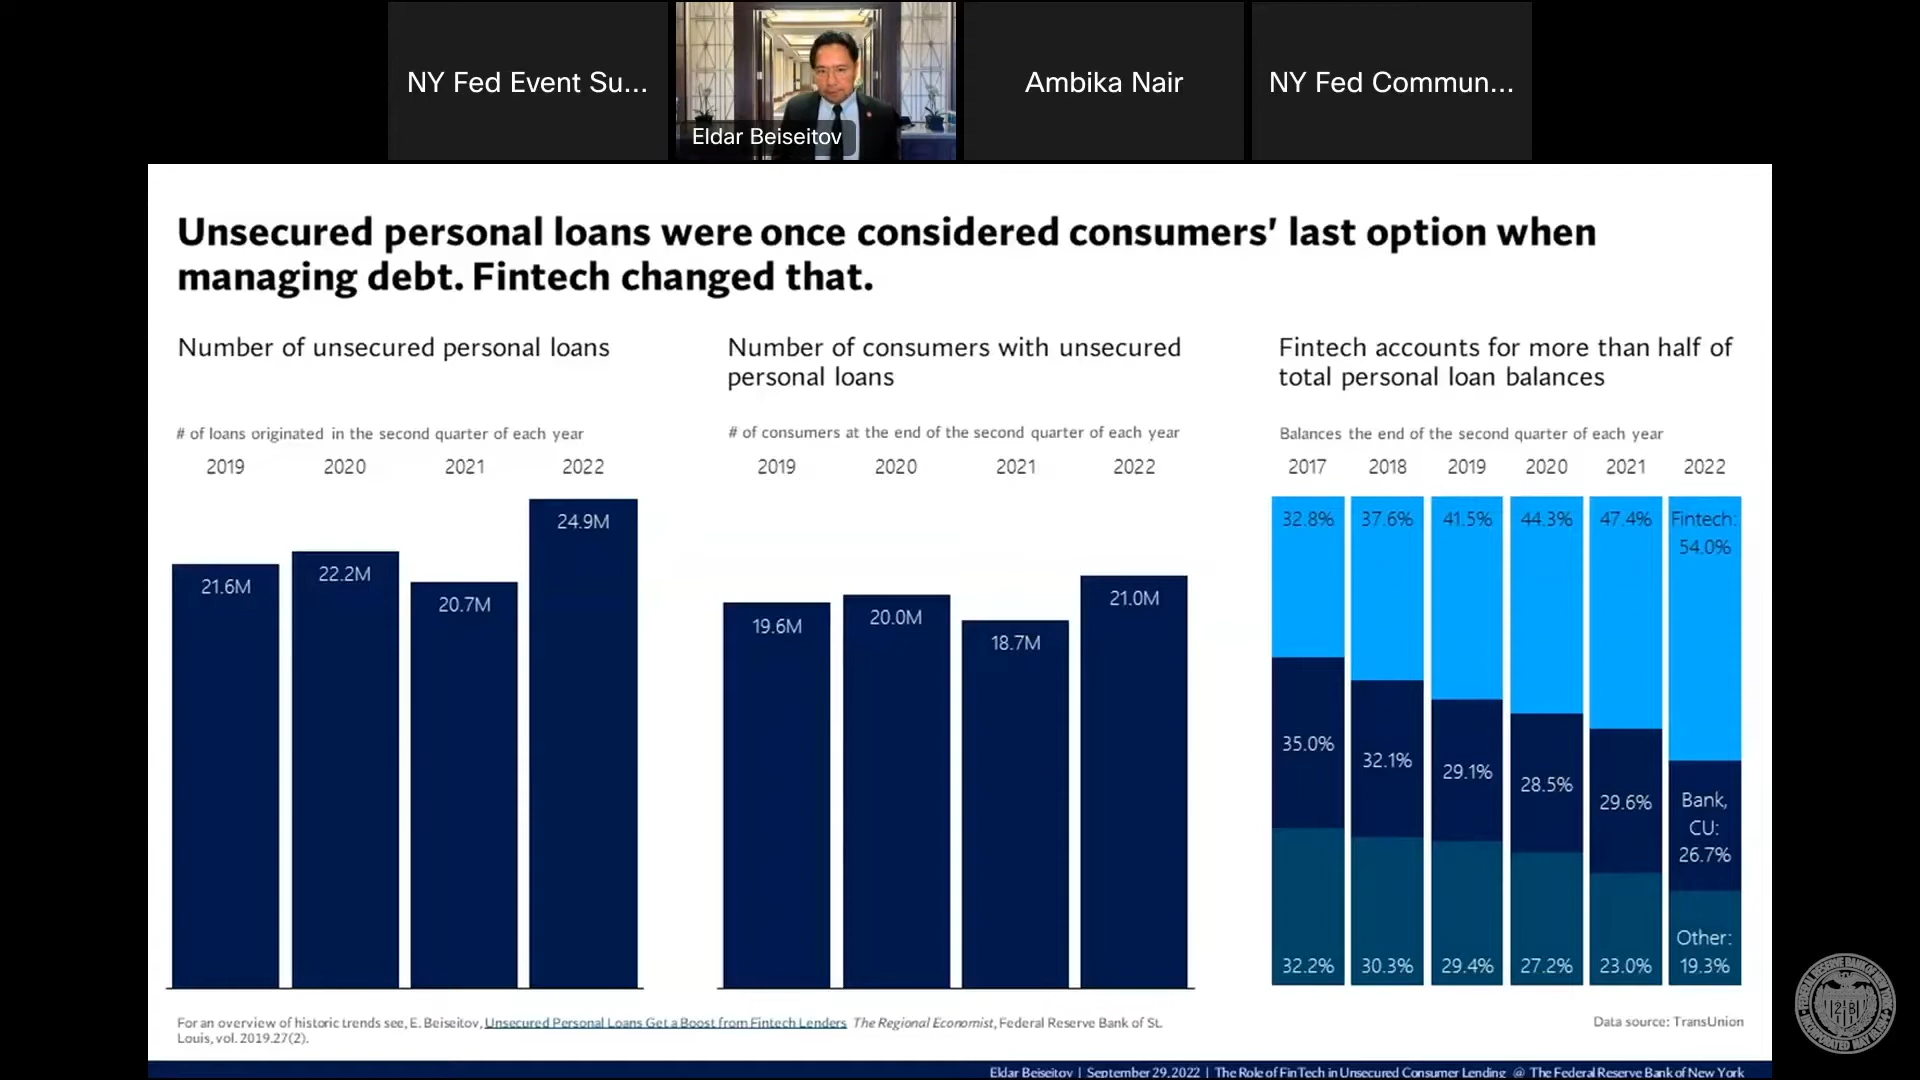 NY Fed Event Su...
Eldar Beiseitov
Ambika Nair
NY Fed Commun...
Unsecured personal loans were once considered consumers' last option when
managing debt. Fintech changed that.
Number of unsecured personal loans
# of loans originated in the second quarter of each year
2019 2020 2021 2022
21.6M 22.2M 20.7M 24.9M
Number of consumers with unsecured
personal loans
# of consumers at the end of the second quarter of each year
2019 2020 2021 2022
19.6M 20.0M 18.7M 21.0M
Fintech accounts for more than half of
total personal loan balances
Balances the end of the second quarter of each year
2017 2018 2019 2020 2021 2022
32.8% 37.6% 41.5% 44.3% 47.4% Fintech:
54.0%
35.0% 32.1% 29.1% 28.5% 29.6% Bank,
CU:
26.7%
Other:
32.2% 30.3% 29.4% 27.2% 23.0% 19.3%
For an overview of historic trends see, E. Beiseitov, Unsecured Personal Loans Get a Boost from Fintech Lenders The Regional Economist, Federal Reserve Bank of St.
Louis, vol. 2019.27(2).
Data source: TransUnion
Eldar Beiseitov | September 29, 2022 | The Role of FinTech in Unsecured Consumer Lending @ The Federal Reserve Bank of New York